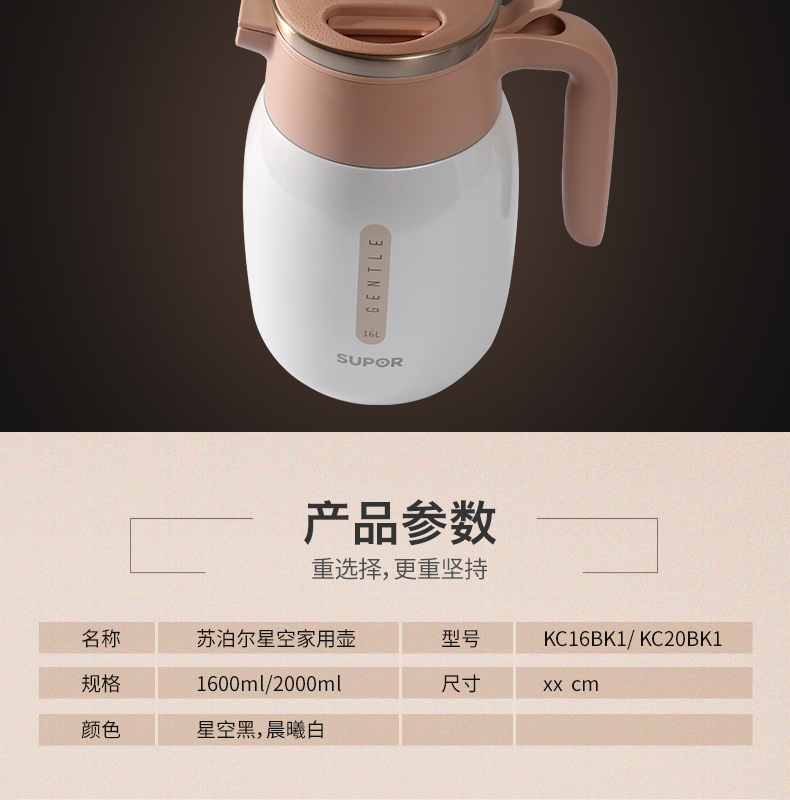 GENTLE
16L
SUPOR
产品参数
重选择，更重坚持
名称 苏泊尔星空家用壶 型号 KC16BK1/ KC20BK1
规格 1600ml/2000ml 尺寸 xx cm
颜色 星空黑，晨曦白